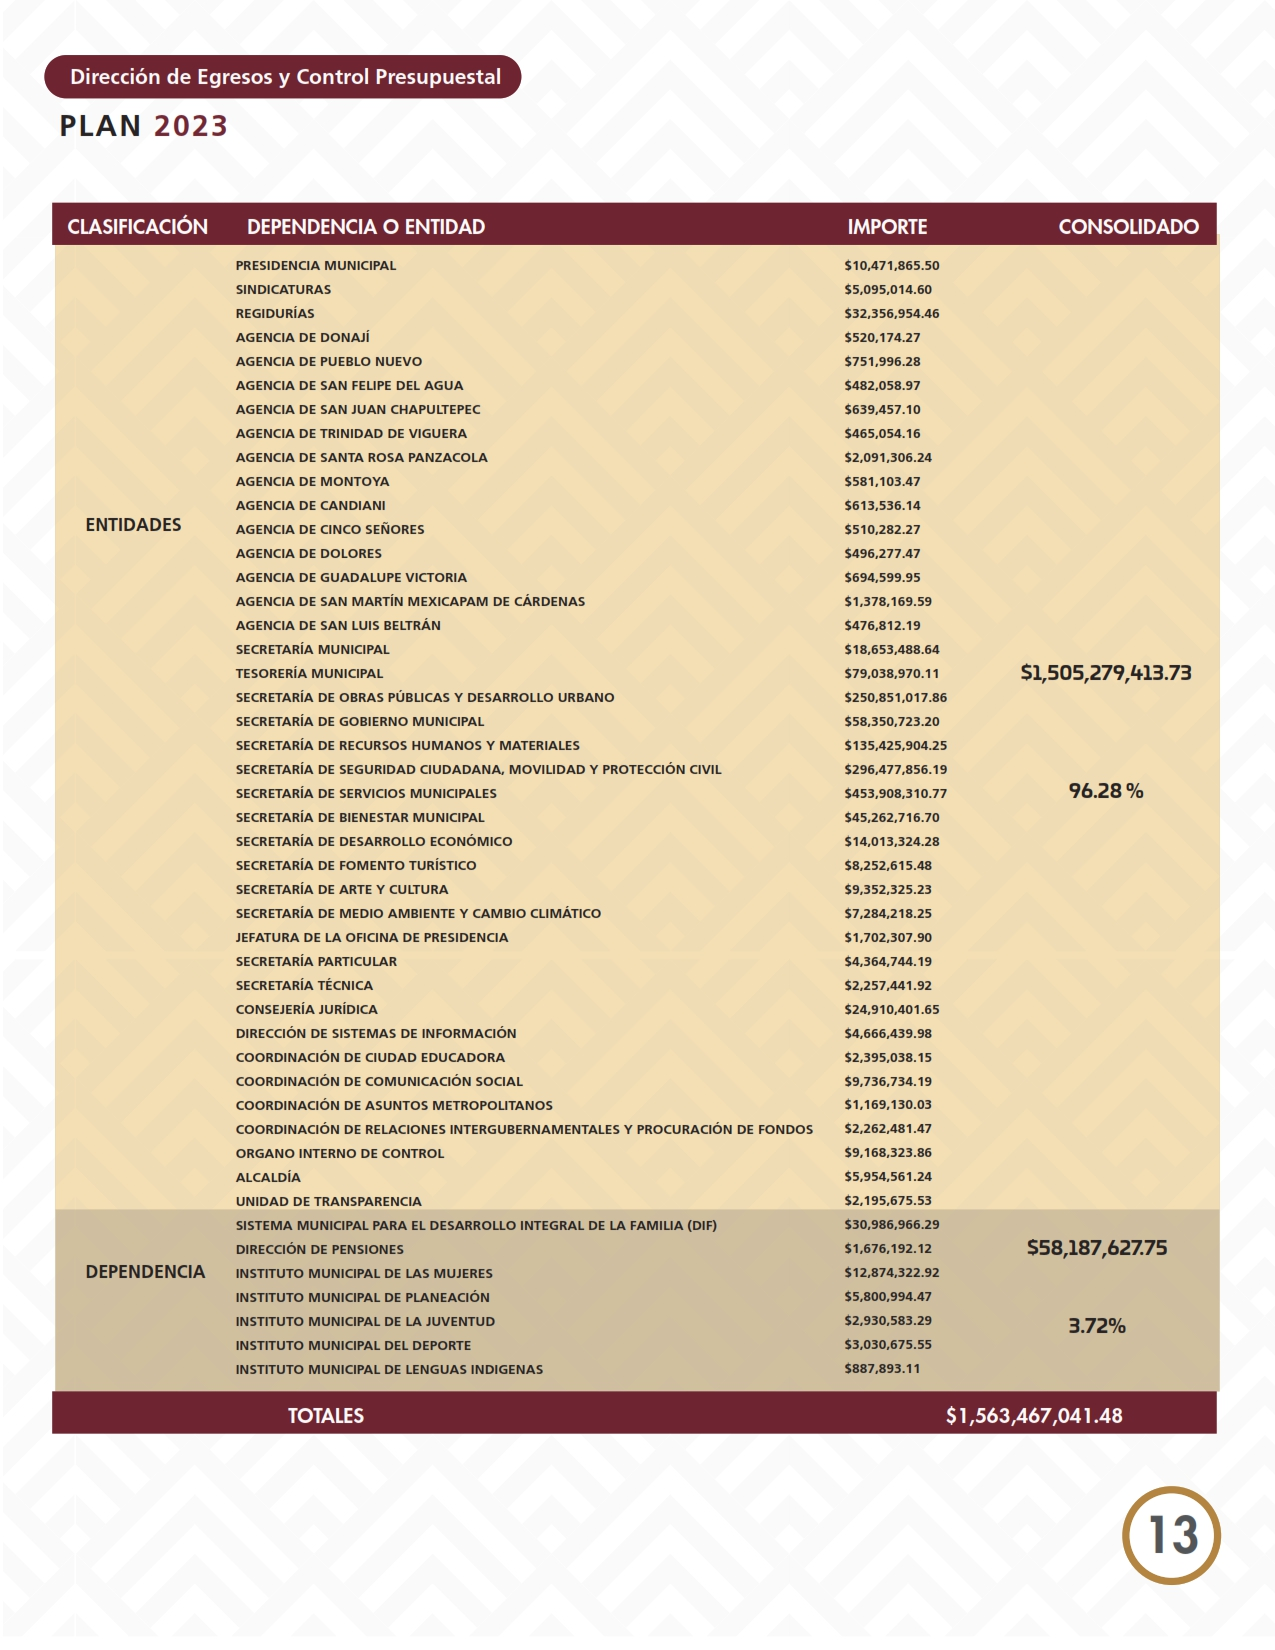 Dirección de Egresos y Control Presupuestal
PLAN 2023
CLASIFICACIÓN DEPENDENCIA O ENTIDAD IMPORTE CONSOLIDADO
PRESIDENCIA MUNICIPAL $10,471,865.50
SINDICATURAS $5,095,014.60
REGIDURÍAS $32,356,954.46
AGENCIA DE DONAJÍ $520,174.27
AGENCIA DE PUEBLO NUEVO $751,996.28
AGENCIA DE SAN FELIPE DEL AGUA $482,058.97
AGENCIA DE SAN JUAN CHAPULTEPEC $639,457.10
AGENCIA DE TRINIDAD DE VIGUERA $465,054.16
AGENCIA DE SANTA ROSA PANZACOLA $2,091,306.24
AGENCIA DE MONTOYA $581,103.47
AGENCIA DE CANDIANI $613,536.14
ENTIDADES
AGENCIA DE CINCO SEÑORES $510,282.27
AGENCIA DE DOLORES $496,277.47
AGENCIA DE GUADALUPE VICTORIA $694,599.95
AGENCIA DE SAN MARTÍN MEXICAPAM DE CÁRDENAS $1,378,169.59
AGENCIA DE SAN LUIS BELTRÁN $476,812.19
SECRETARÍA MUNICIPAL $18,653,488.64
TESORERÍA MUNICIPAL $79,038,970.11 $1,505,279,413.73
SECRETARÍA DE OBRAS PÚBLICAS Y DESARROLLO URBANO $250,851,017.86
SECRETARÍA DE GOBIERNO MUNICIPAL $58,350,723.20
SECRETARÍA DE RECURSOS HUMANOS Y MATERIALES $135,425,904.25
SECRETARÍA DE SEGURIDAD CIUDADANA, MOVILIDAD Y PROTECCIÓN CIVIL $296,477,856.19
SECRETARÍA DE SERVICIOS MUNICIPALES $453,908,310.77 96.28 %
SECRETARÍA DE BIENESTAR MUNICIPAL $45,262,716.70
SECRETARÍA DE DESARROLLO ECONÓMICO $14,013,324.28
SECRETARÍA DE FOMENTO TURÍSTICO $8,252,615.48
SECRETARÍA DE ARTE Y CULTURA $9,352,325.23
SECRETARÍA DE MEDIO AMBIENTE Y CAMBIO CLIMÁTICO $7,284,218.25
JEFATURA DE LA OFICINA DE PRESIDENCIA $1,702,307.90
SECRETARÍA PARTICULAR $4,364,744.19
SECRETARÍA TÉCNICA $2,257,441.92
CONSEJERÍA JURÍDICA $24,910,401.65
DIRECCIÓN DE SISTEMAS DE INFORMACIÓN $4,666,439.98
COORDINACIÓN DE CIUDAD EDUCADORA $2,395,038.15
COORDINACIÓN DE COMUNICACIÓN SOCIAL $9,736,734.19
COORDINACIÓN DE ASUNTOS METROPOLITANOS $1,169,130.03
COORDINACIÓN DE RELACIONES INTERGUBERNAMENTALES Y PROCURACIÓN DE FONDOS $2,262,481.47
ORGANO INTERNO DE CONTROL $9,168,323.86
ALCALDÍA $5,954,561.24
UNIDAD DE TRANSPARENCIA $2,195,675.53
SISTEMA MUNICIPAL PARA EL DESARROLLO INTEGRAL DE LA FAMILIA (DIF) $30,986,966.29
DIRECCIÓN DE PENSIONES $1,676,192.12 $58,187,627.75
DEPENDENCIA INSTITUTO MUNICIPAL DE LAS MUJERES $12,874,322.92
INSTITUTO MUNICIPAL DE PLANEACIÓN $5,800,994.47
INSTITUTO MUNICIPAL DE LA JUVENTUD $2,930,583.29 3.72%
INSTITUTO MUNICIPAL DEL DEPORTE $3,030,675.55
INSTITUTO MUNICIPAL DE LENGUAS INDIGENAS $887,893.11
TOTALES $1,563,467,041.48
13